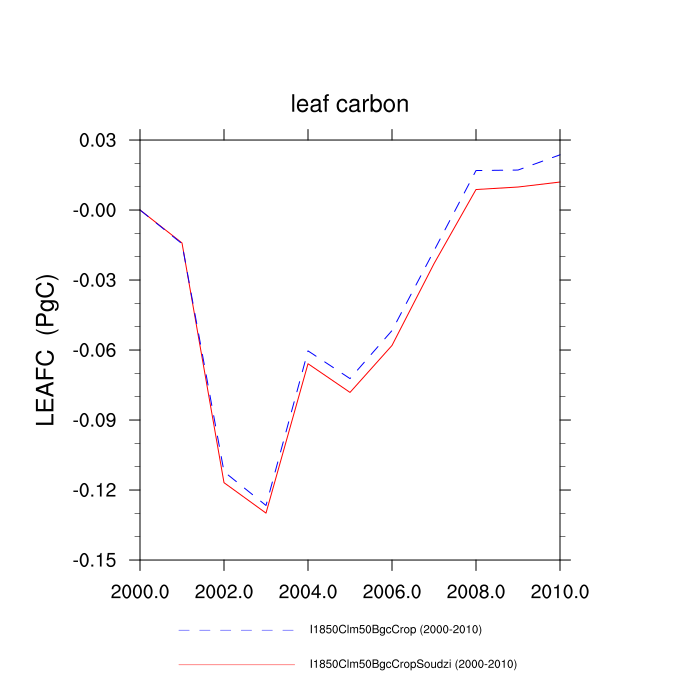 leaf carbon
0.03
-0.00
-0.03
-0.06
-0.09
-0.12
-0.15
LEAFC (PgC)
2000.0 2002.0 2004.0 2006.0 2008.0 2010.0
I1850Clm50BgcCrop (2000-2010)
I1850Clm50BgcCropSoudzi (2000-2010)